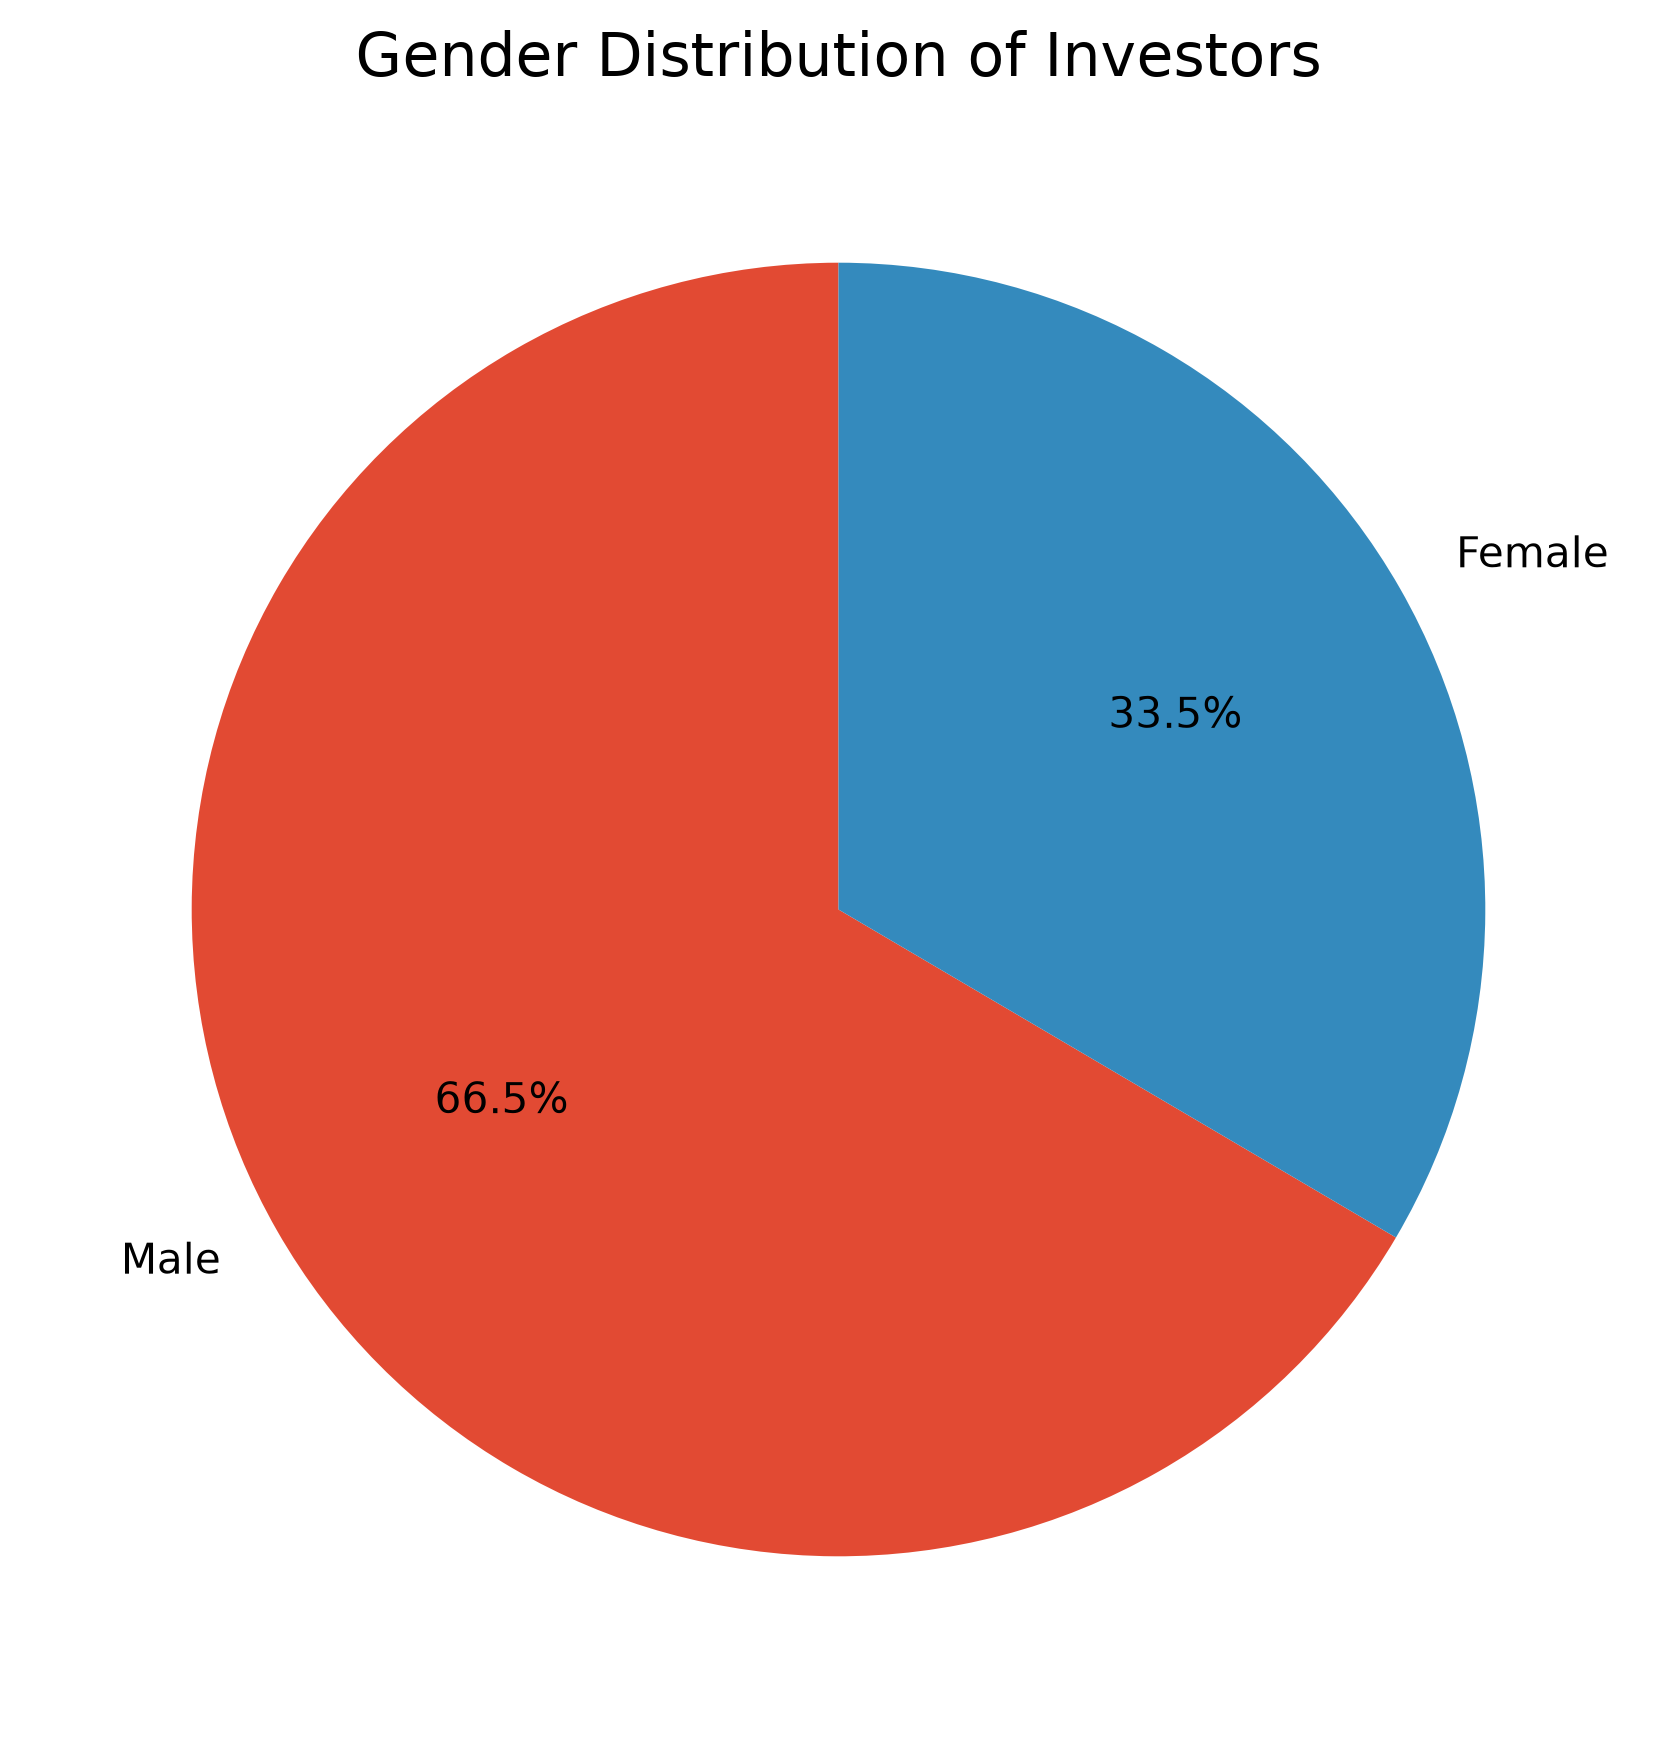 Gender Distribution of Investors
Female
33.5%
66.5%
Male